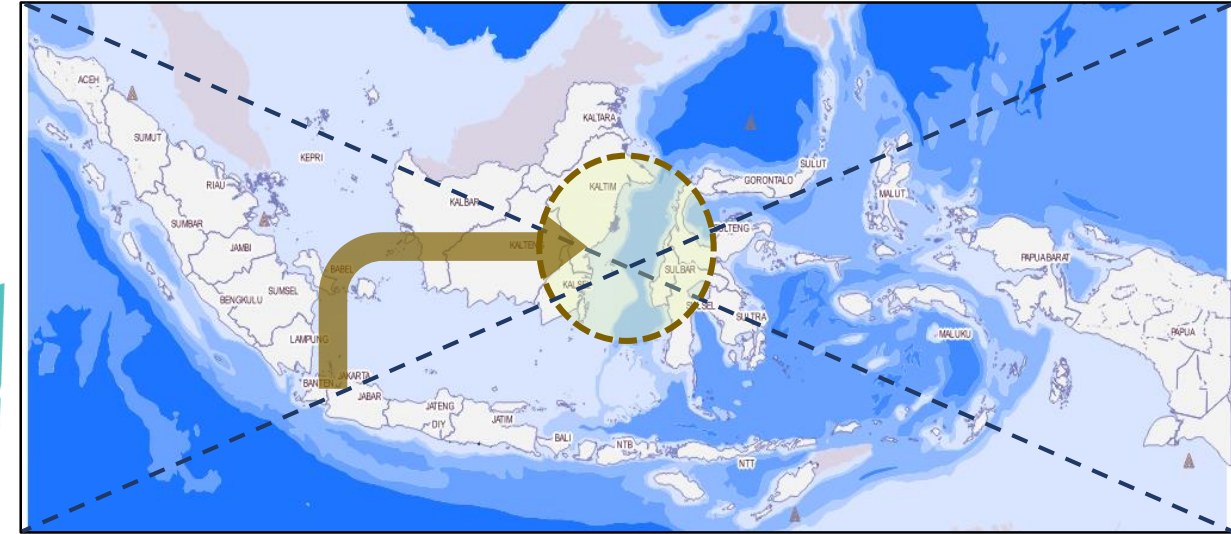 ACEH
KALTARA
SUMUT
KEPRI
SULUT
GORONTALO
RIAU
KALTIM
MALUT
KALBAR
SUMBAR
SULTENG
JAMBI
KALTENG
PAPUA BARAT
BABEL
SULBAR
SUMSEL
KALSEL
BENGKULU
SULSEL
SULTRA
PAPUA
LAMPUNG
MALUKU
JAKARTA
BANTEN
JABAR
JATENG
DIY
JATIM
BALI
NTB
NTT